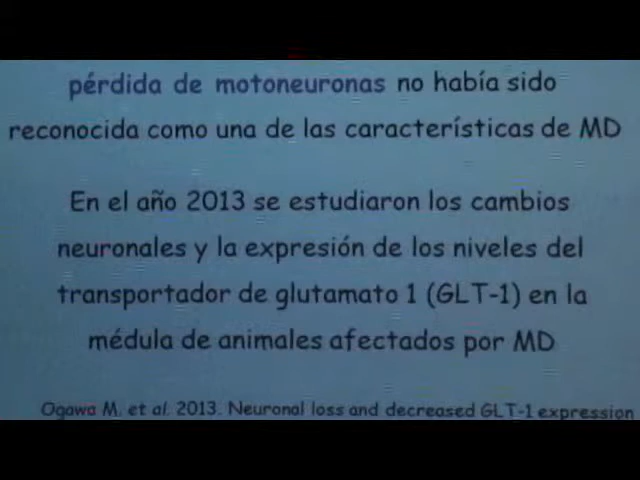 pérdida de motoneuronas no había sido
reconocida como una de las características de MD
En el año 2013 se estudiaron los cambios
neuronales y la expresión de los niveles del
transportador de glutamato 1 (GLT-1) en la
médula de animales afectados por MD
Ogawa M. et al. 2013. Neuronal loss and decreased GLT-1 expression